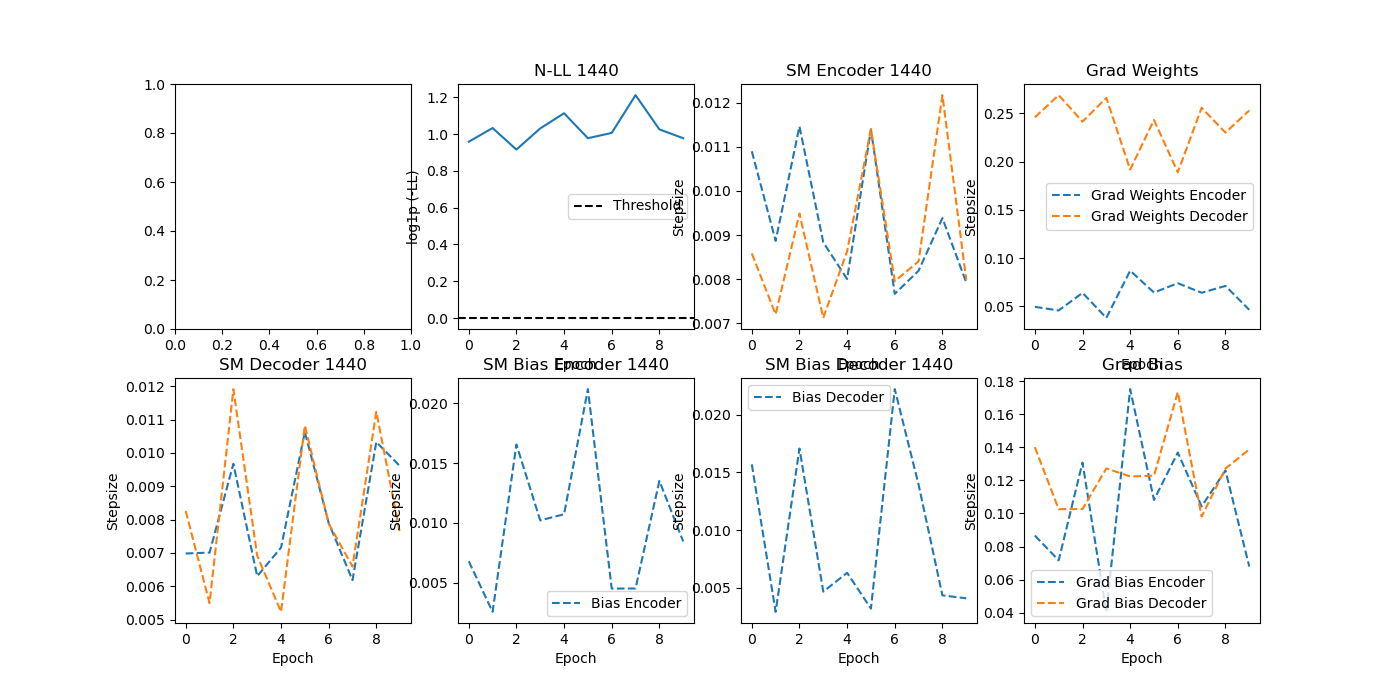 N-LL 1440
SM Encoder 1440
Grad Weights
1.0
0.8
0.6
0.4
0.2
0.0
0.0 0.2 0.4 0.6 0.8 1.0
log1p (-LL)
1.2
1.0
0.8
0.6
0.4
0.2
0.0
Threshold
0 2 4 6 8
Epoch
Stepsize
0.012
0.011
0.010
0.009
0.008
0.007
0 2 4 6 8
Epoch
Stepsize
0.25
0.20
0.15
0.10
0.05
Grad Weights Encoder
Grad Weights Decoder
0 2 4 6 8
Epoch
SM Decoder 1440
SM Bias Encoder 1440
SM Bias Decoder 1440
Grad Bias
Stepsize
0.012
0.011
0.010
0.009
0.008
0.007
0.006
0.005
0 2 4 6 8
Epoch
Stepsize
0.020
0.015
0.010
0.005
Bias Encoder
0 2 4 6 8
Epoch
Stepsize
0.020
0.015
0.010
0.005
Bias Decoder
0 2 4 6 8
Epoch
Stepsize
0.18
0.16
0.14
0.12
0.10
0.08
0.06
0.04
Grad Bias Encoder
Grad Bias Decoder
0 2 4 6 8
Epoch